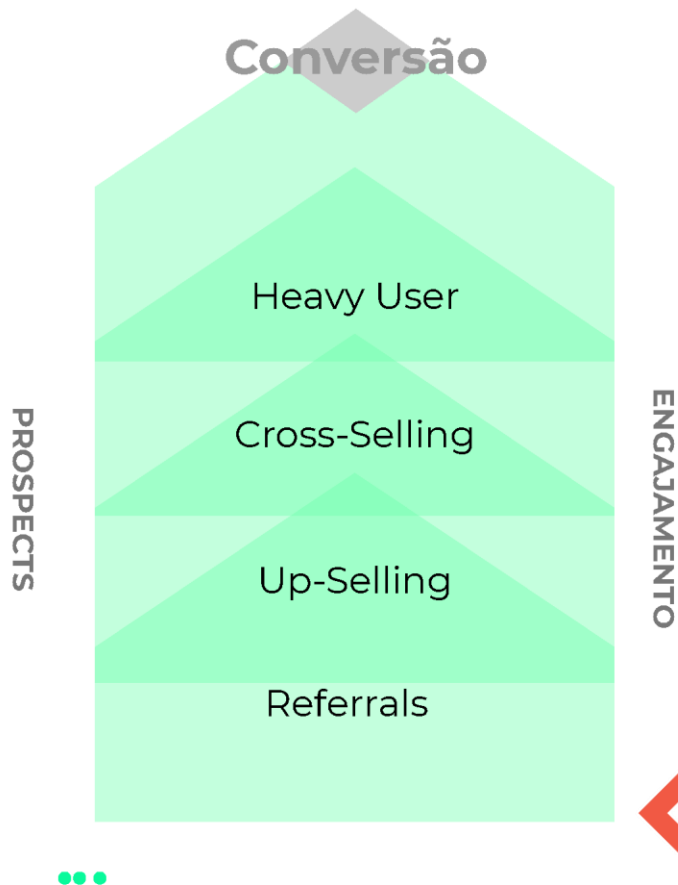 Conversão
Heavy User
Cross-Selling
Up-Selling
Referrals
PROSPECTS
ENGAJAMENTO